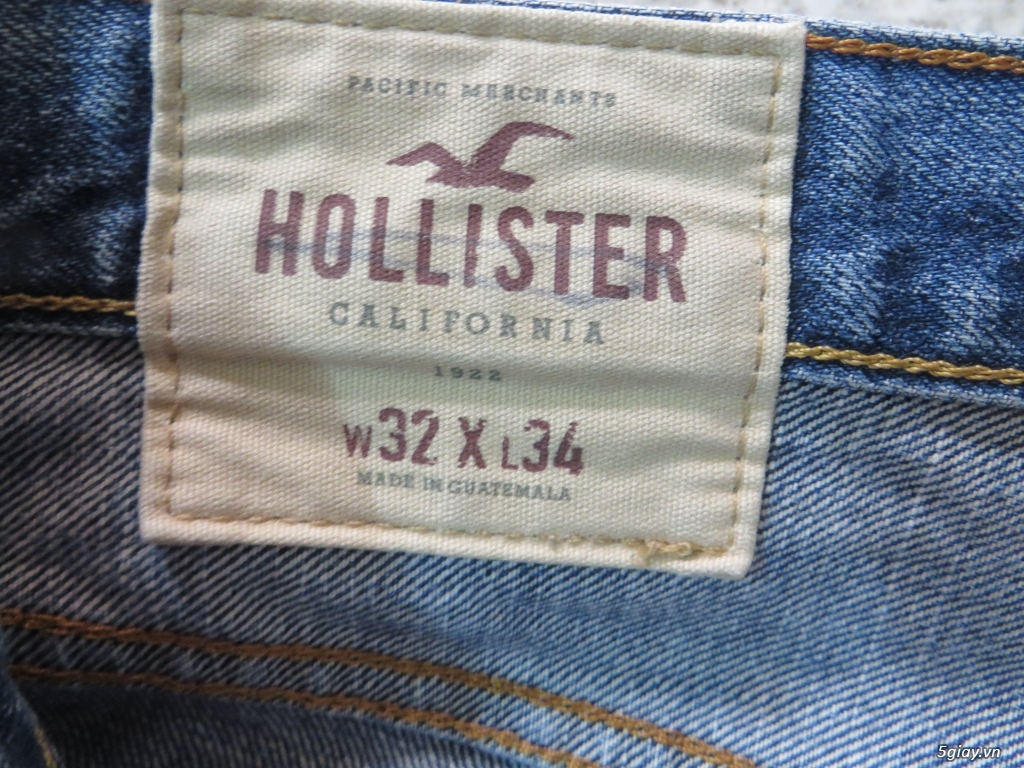 PACIFIC MERCHANTS
HOLLISTER
CALIFORNIA
1922
W32 X L34
MADE IN GUATEMALA
5giay.vn